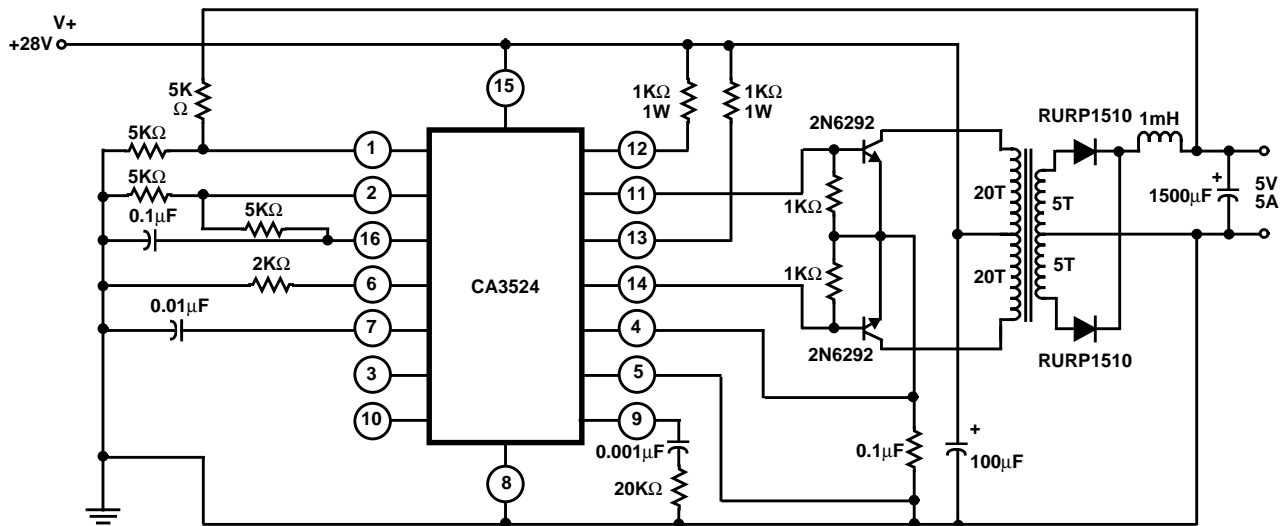 V+
+28V
5K
Ω
15
1KΩ
1W
1KΩ
1W
2N6292
RURP1510
1mH
5KΩ
1
12
5KΩ
2
11
20T
5T
+
1500μF
5V
5A
0.1μF
5KΩ
16
13
1KΩ
2KΩ
6
CA3524
14
1KΩ
20T
5T
0.01μF
7
4
2N6292
RURP1510
3
5
10
9
0.001μF
0.1μF
+
100μF
8
20KΩ